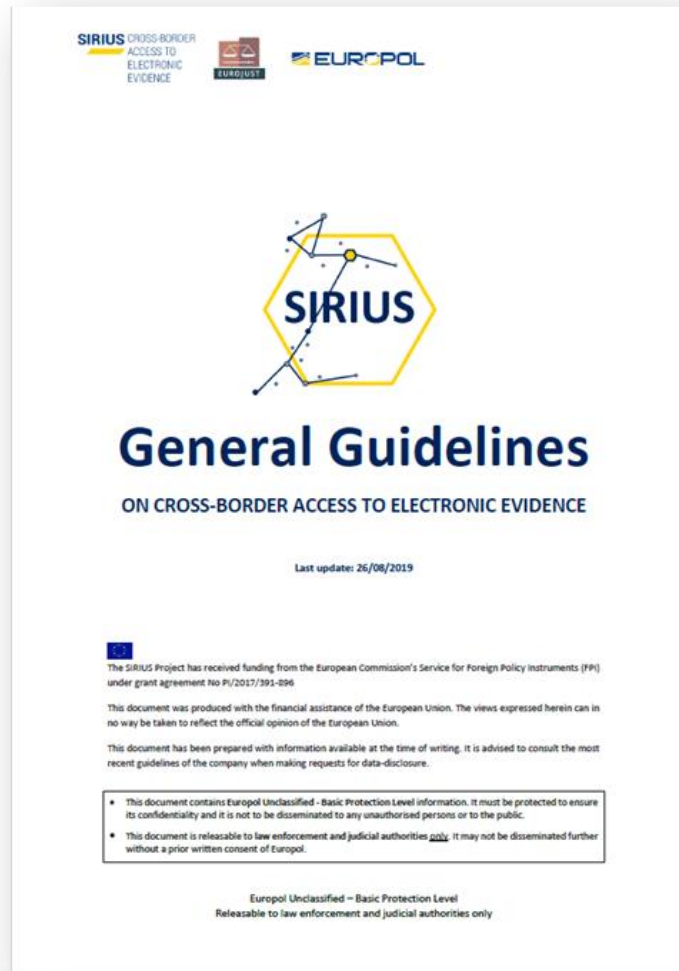 SIRIUS CROSS-BORDER
ACCESS TO
ELECTRONIC
EVIDENCE
EUROJUST
EUROPOL
SIRIUS
General Guidelines
ON CROSS-BORDER ACCESS TO ELECTRONIC EVIDENCE
Last update: 26/08/2019
The SIRIUS Project has received funding from the European Commission's Service for Foreign Policy Instruments (FPI)
under grant agreement No PI/2017/391-896
This document was produced with the financial assistance of the European Union. The views expressed herein can in
no way be taken to reflect the official opinion of the European Union.
This document has been prepared with information available at the time of writing. It is advised to consult the most
recent guidelines of the company when making requests for data-disclosure.
• This document contains Europol Unclassified - Basic Protection Level information. It must be protected to ensure
its confidentiality and it is not to be disseminated to any unauthorised persons or to the public.
• This document is releasable to law enforcement and judicial authorities only. It may not be disseminated further
without a prior written consent of Europol.
Europol Unclassified – Basic Protection Level
Releasable to law enforcement and judicial authorities only